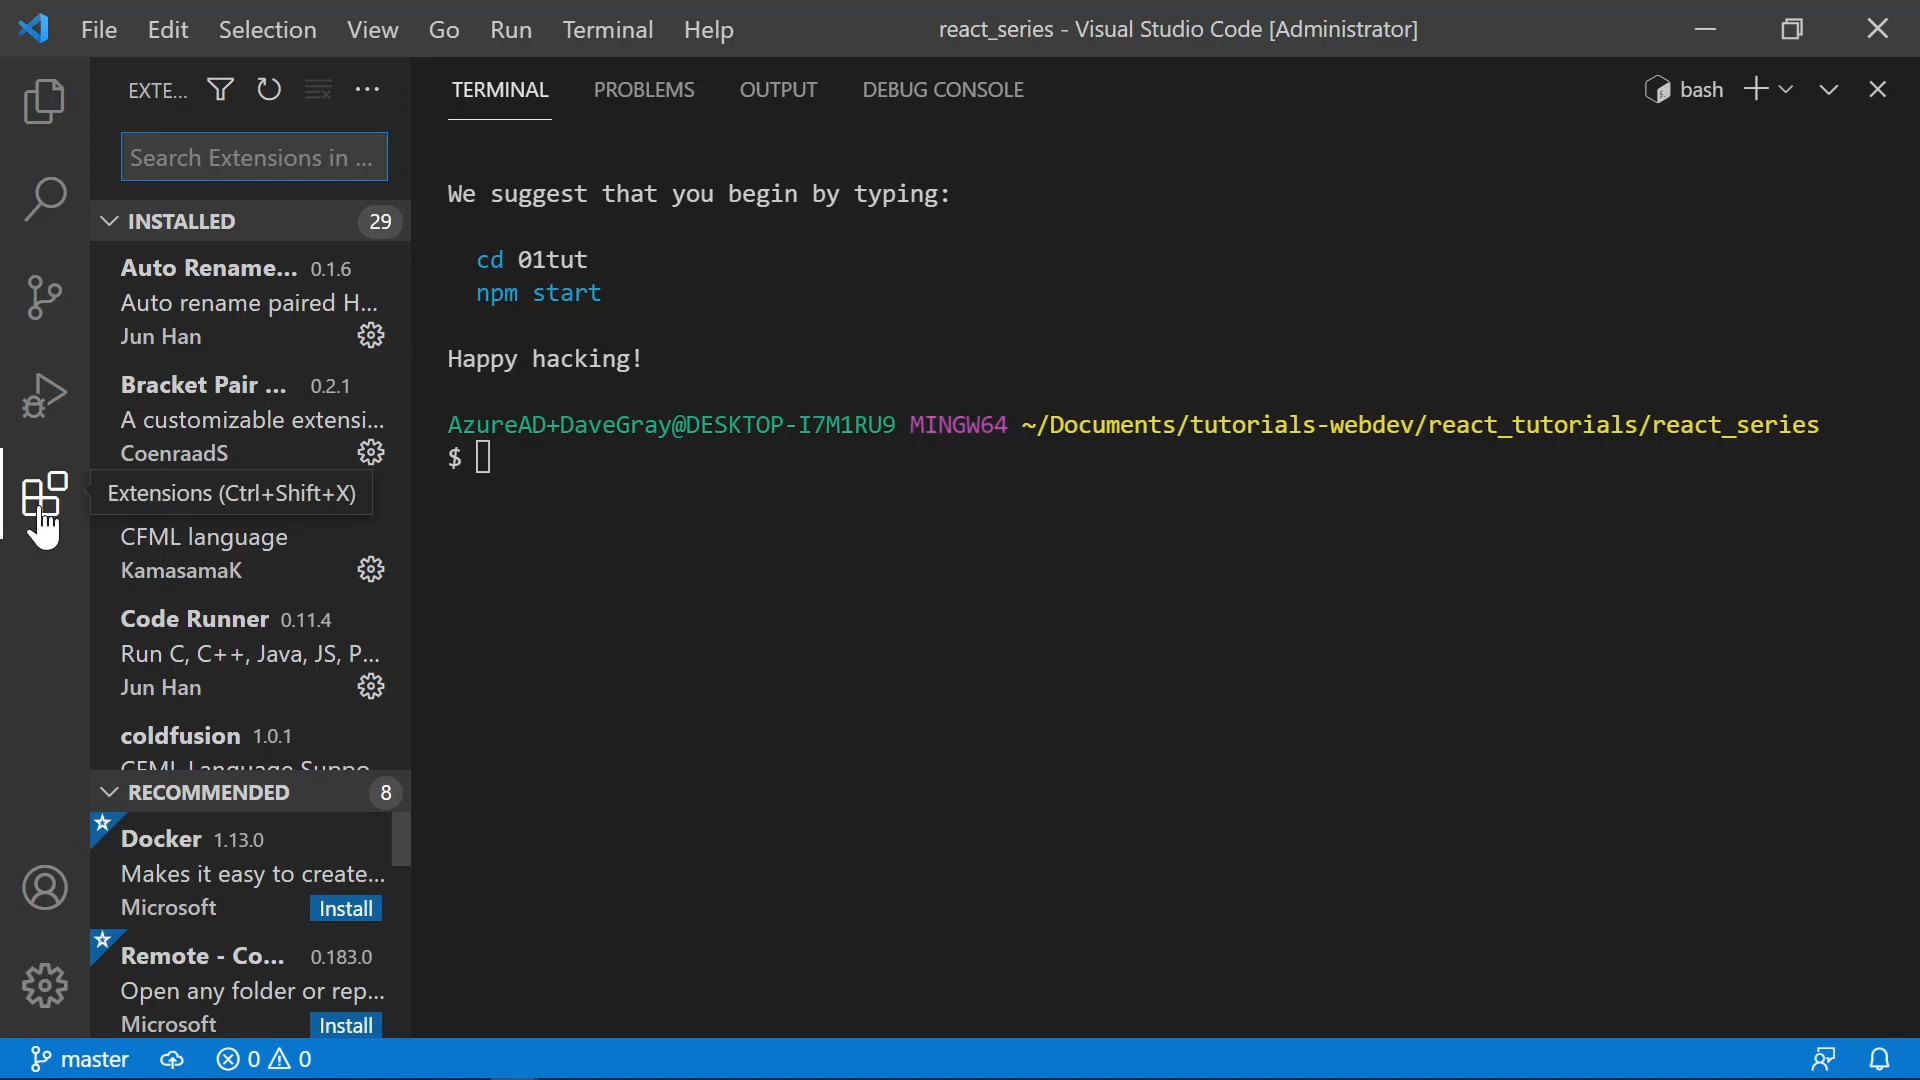 File Edit Selection View Go Run Terminal Help
react_series - Visual Studio Code [Administrator]
EXTE...
Search Extensions in ...
INSTALLED 29
Auto Rename... 0.1.6
Auto rename paired H...
Jun Han
Bracket Pair ... 0.2.1
A customizable extensi...
CoenraadS
Extensions (Ctrl+Shift+X)
CFML language
KamasamaK
Code Runner 0.11.4
Run C, C++, Java, JS, P...
Jun Han
coldfusion 1.0.1
CFML Language Suppo...
RECOMMENDED 8
Docker 1.13.0
Makes it easy to create...
Microsoft Install
Remote - Co... 0.183.0
Open any folder or rep...
Microsoft Install
TERMINAL PROBLEMS OUTPUT DEBUG CONSOLE
bash
We suggest that you begin by typing:
cd 01tut
npm start
Happy hacking!
AzureAD+DaveGray@DESKTOP-I7M1RU9 MINGW64 ~/Documents/tutorials-webdev/react_tutorials/react_series
$
master 0 0